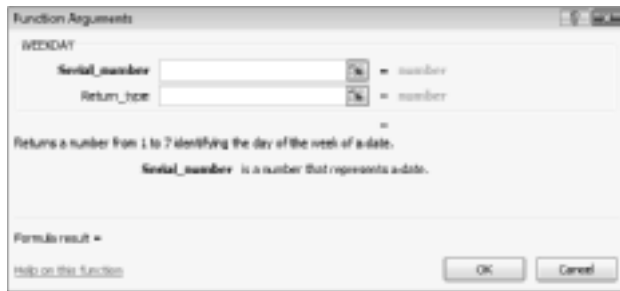 Function Arguments
WEEKDAY
Serial_number = number
Return_type = number
=
Returns a number from 1 to 7 identifying the day of the week of a date.
Serial_number is a number that represents a date.
Formula result =
Help on this function OK Cancel